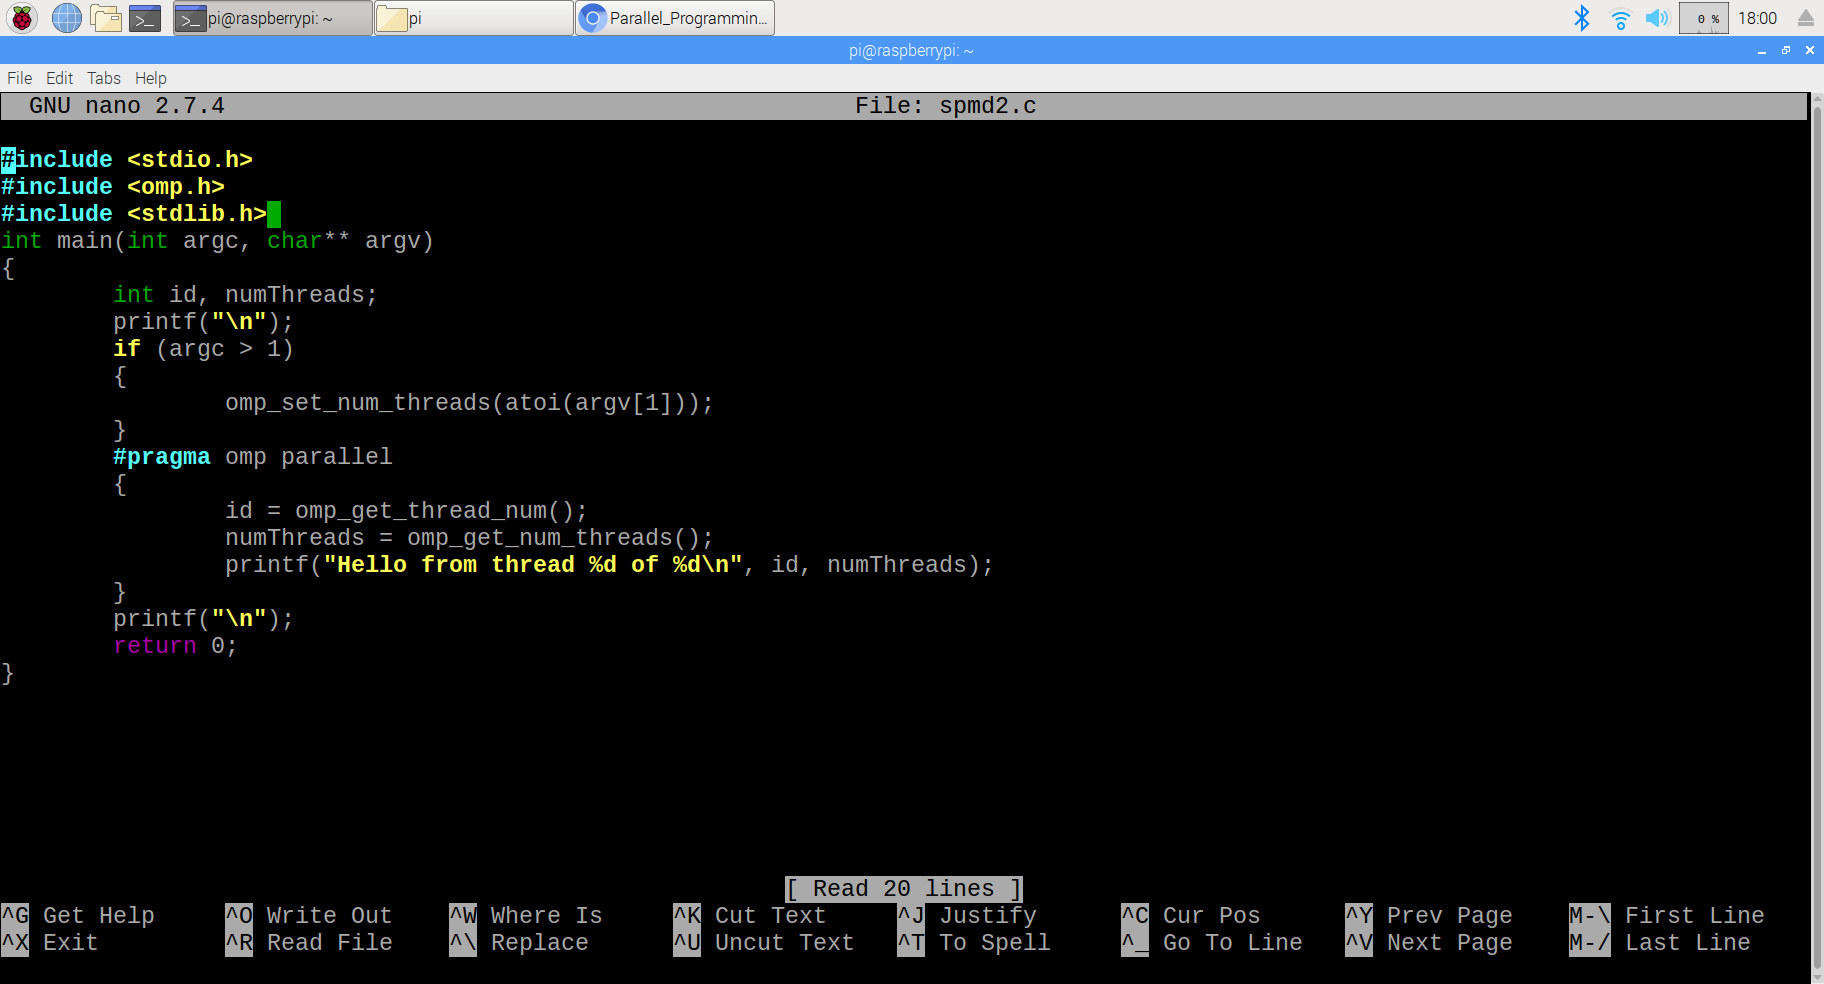 pi@raspberrypi: ~ pi Parallel_Programmin... 0 % 18:00
pi@raspberrypi: ~
File Edit Tabs Help
GNU nano 2.7.4 File: spmd2.c
#include <stdio.h>
#include <omp.h>
#include <stdlib.h>
int main(int argc, char** argv)
{
int id, numThreads;
printf("\n");
if (argc > 1)
{
omp_set_num_threads(atoi(argv[1]));
}
#pragma omp parallel
{
id = omp_get_thread_num();
numThreads = omp_get_num_threads();
printf("Hello from thread %d of %d\n", id, numThreads);
}
printf("\n");
return 0;
}
[ Read 20 lines ]
^G Get Help ^O Write Out ^W Where Is ^K Cut Text ^J Justify ^C Cur Pos ^Y Prev Page M-\ First Line
^X Exit ^R Read File ^\ Replace ^U Uncut Text ^T To Spell ^_ Go To Line ^V Next Page M-/ Last Line